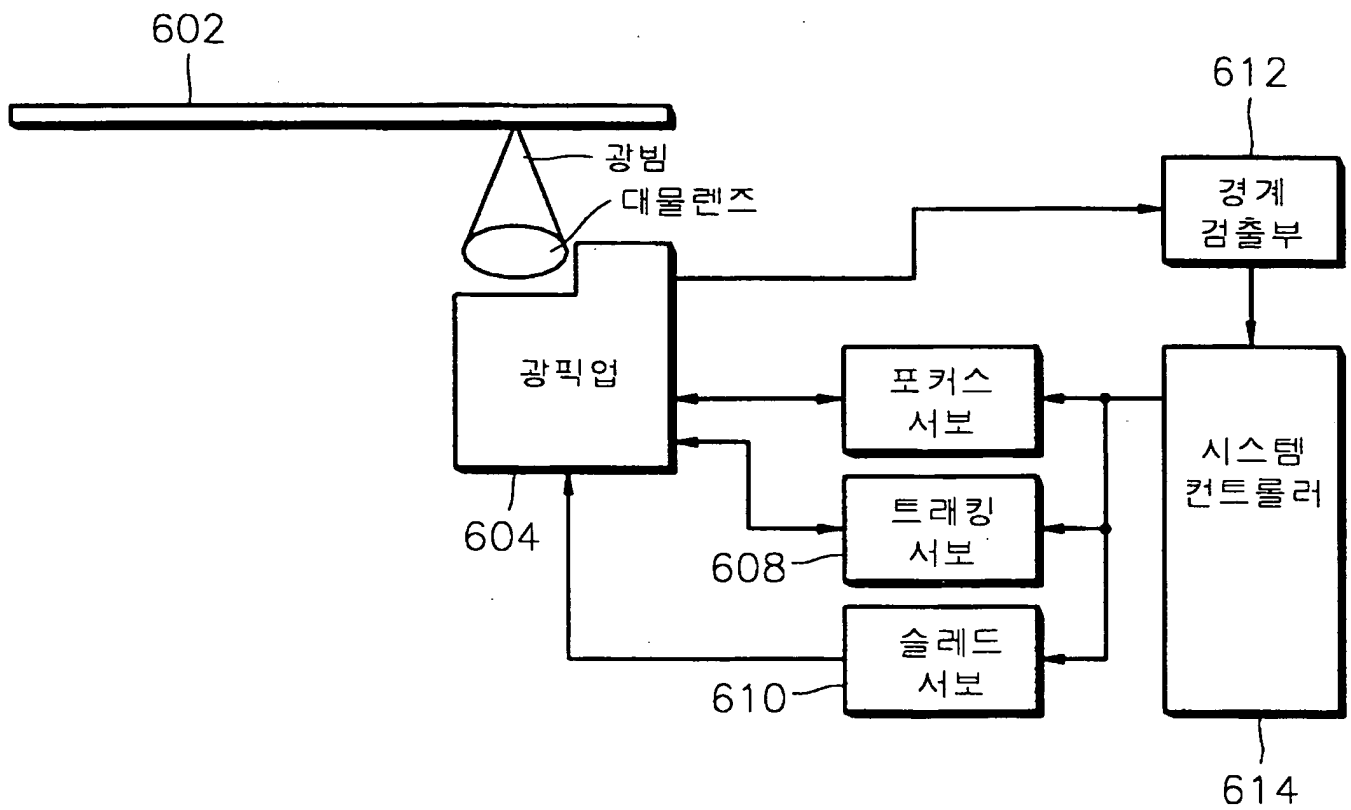 602
612
광빔
대물렌즈
경계
검출부
광픽업
포커스
서보
시스템
컨트롤러
604
트래킹
서보
608
슬레드
서보
610
614